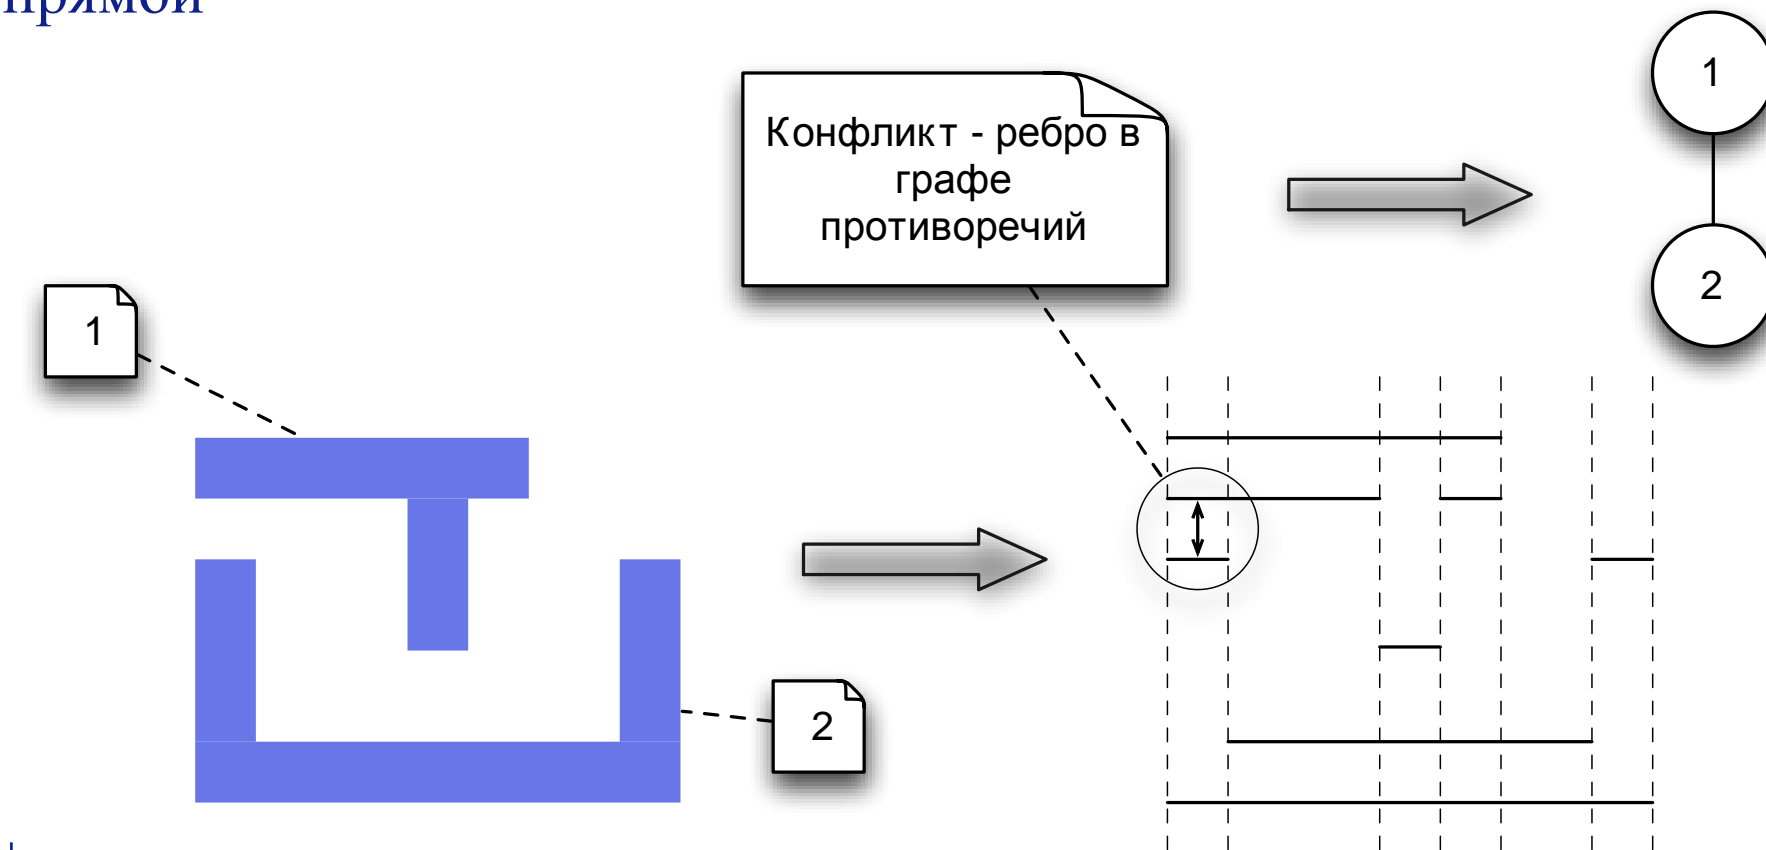 прямой
Конфликт - ребро в
графе
противоречий
1
2
1
2